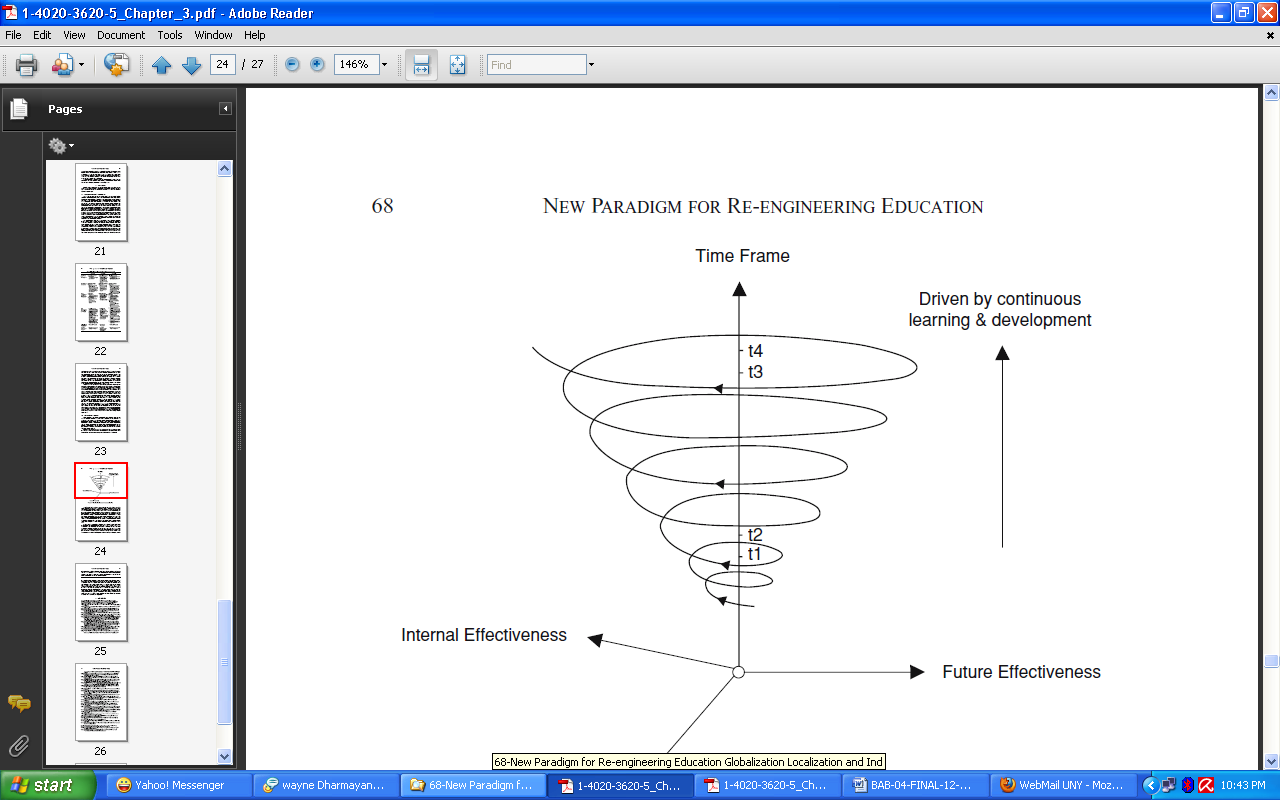 1-4020-3620-5_Chapter_3.pdf - Adobe Reader
File Edit View Document Tools Window Help
24 / 27 146% Find
Pages
21
22
23
24
25
26
68 NEW PARADIGM FOR RE-ENGINEERING EDUCATION
Time Frame
Driven by continuous
learning & development
t4
t3
t2
t1
Internal Effectiveness
Future Effectiveness
68-New Paradigm for Re-engineering Education Globalization Localization and Ind
start Yahoo! Messenger wayne Dharmayan... 68-New Paradigm f... 1-4020-3620-5_Ch... 1-4020-3620-5_Cha... BAB-04-FINAL-12-... WebMail UNY - Moz... 10:43 PM